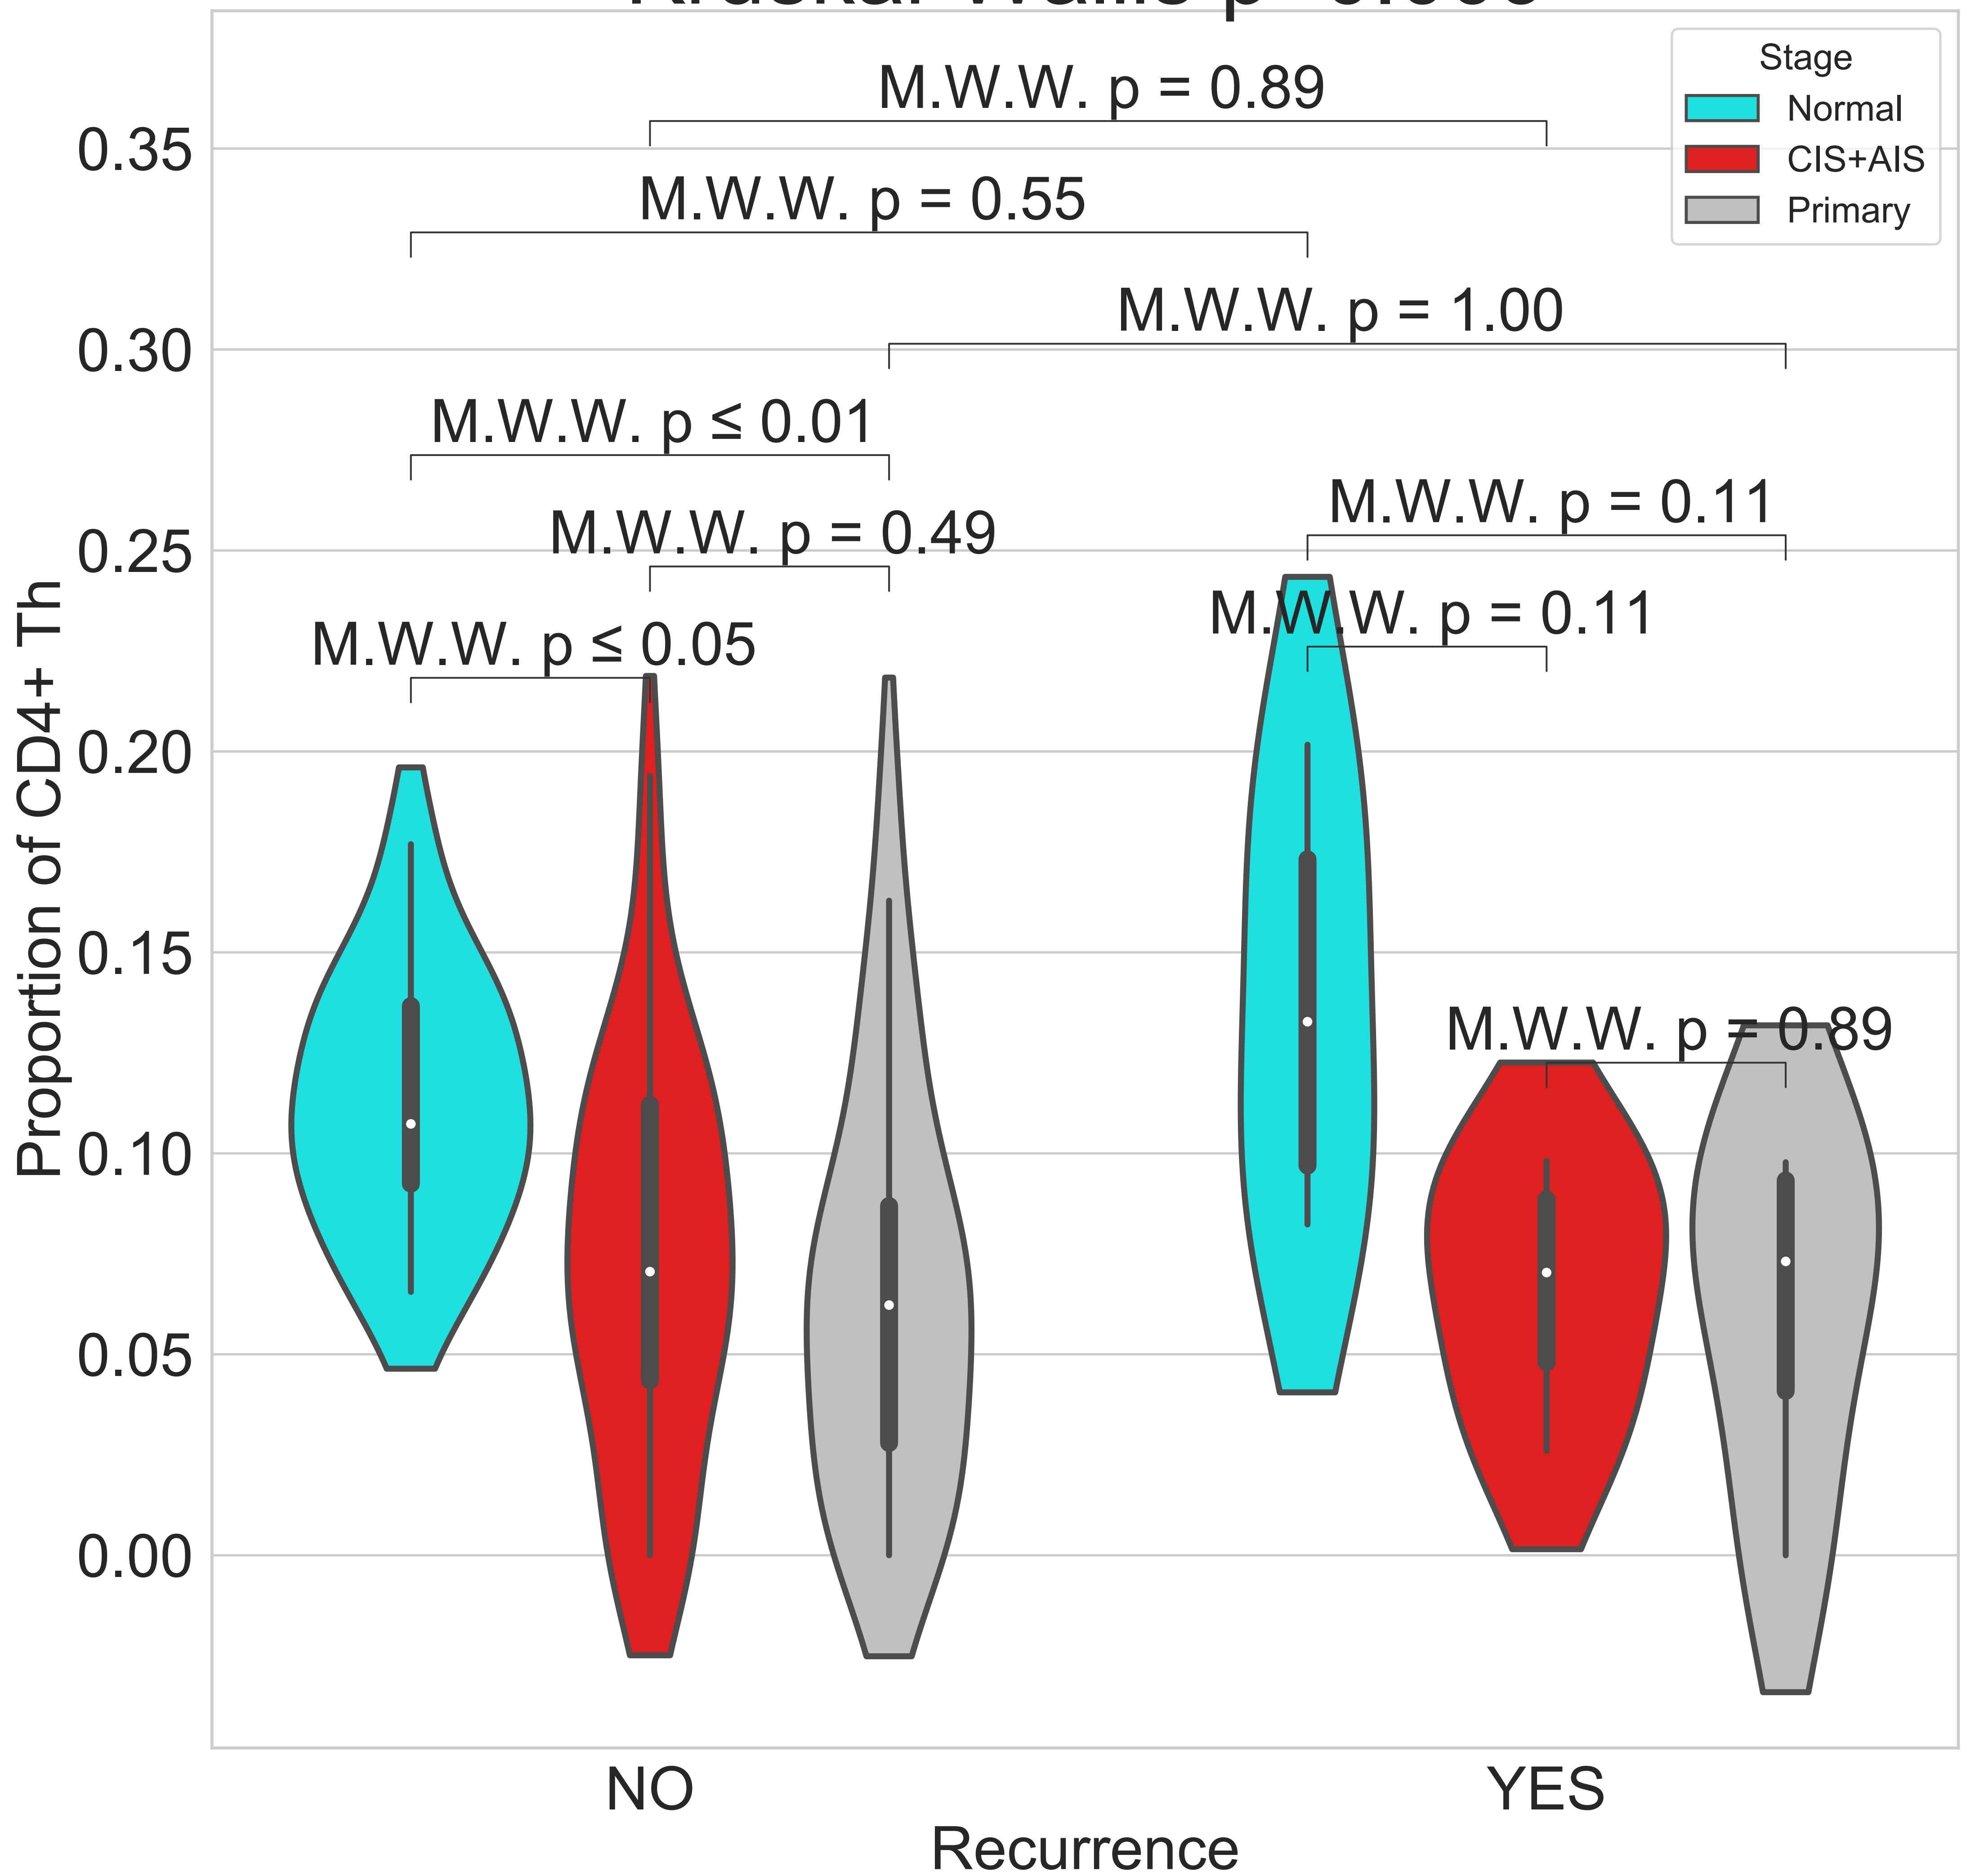 Stage
Normal
CIS+AIS
Primary
M.W.W. p = 0.89
M.W.W. p = 0.55
M.W.W. p = 1.00
M.W.W. p ≤ 0.01
M.W.W. p = 0.49
M.W.W. p ≤ 0.05
M.W.W. p = 0.11
M.W.W. p = 0.11
M.W.W. p = 0.89
Proportion of CD4+ Th
0.35
0.30
0.25
0.20
0.15
0.10
0.05
0.00
NO
YES
Recurrence